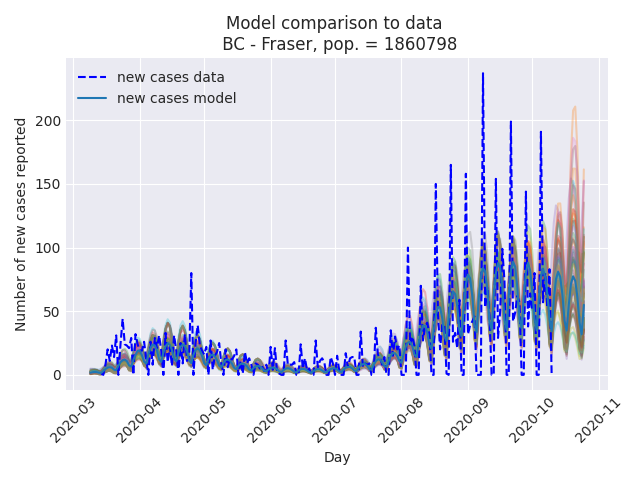 Model comparison to data
BC - Fraser, pop. = 1860798
new cases data
new cases model
Number of new cases reported
200
150
100
50
0
2020-03
2020-04
2020-05
2020-06
2020-07
2020-08
2020-09
2020-10
2020-11
Day